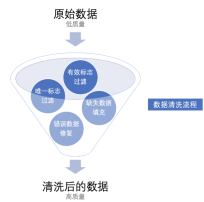 原始数据
低质量
有效标志
过滤
唯一标志
过滤
缺失数据
填充
错误数据
修复
数据清洗流程
清洗后的数据
高质量